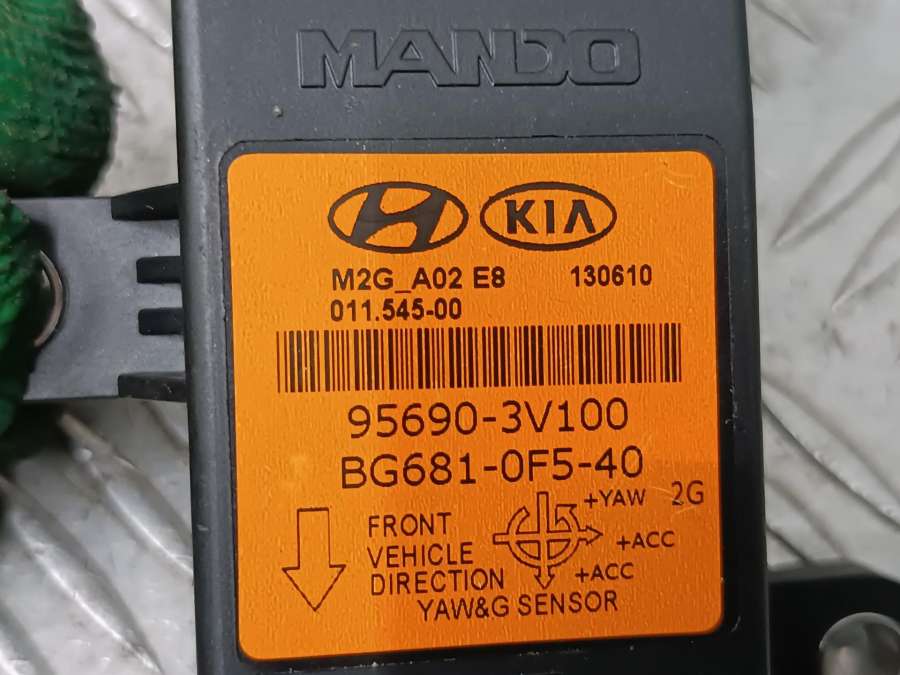 MANDO
KIA
M2G_A02 E8 130610
011.545-00
95690-3V100
BG681-0F5-40
+YAW 2G
FRONT
VEHICLE
DIRECTION
+ACC
+ACC
YAW&G SENSOR